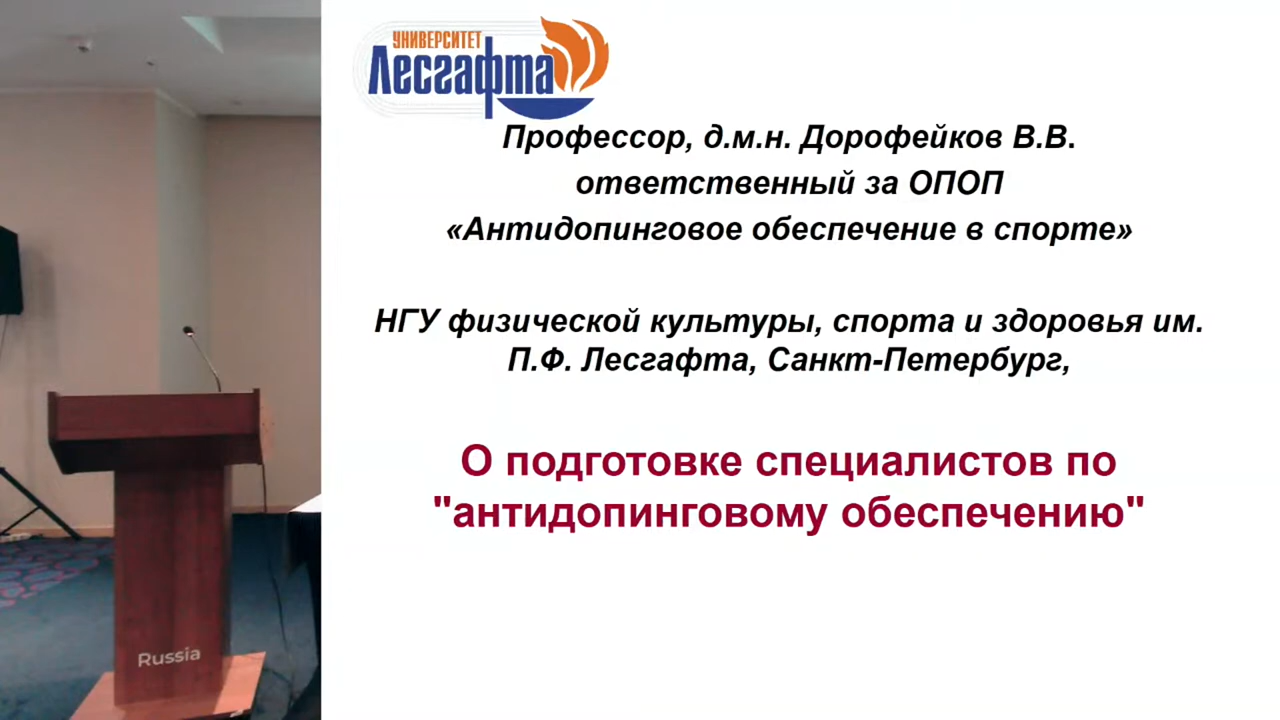 УНИВЕРСИТЕТ
Лесгафта
Профессор, д.м.н. Дорофейков В.В.
ответственный за ОПОП
«Антидопинговое обеспечение в спорте»
НГУ физической культуры, спорта и здоровья им.
П.Ф. Лесгафта, Санкт-Петербург,
О подготовке специалистов по
"антидопинговому обеспечению"
Russia